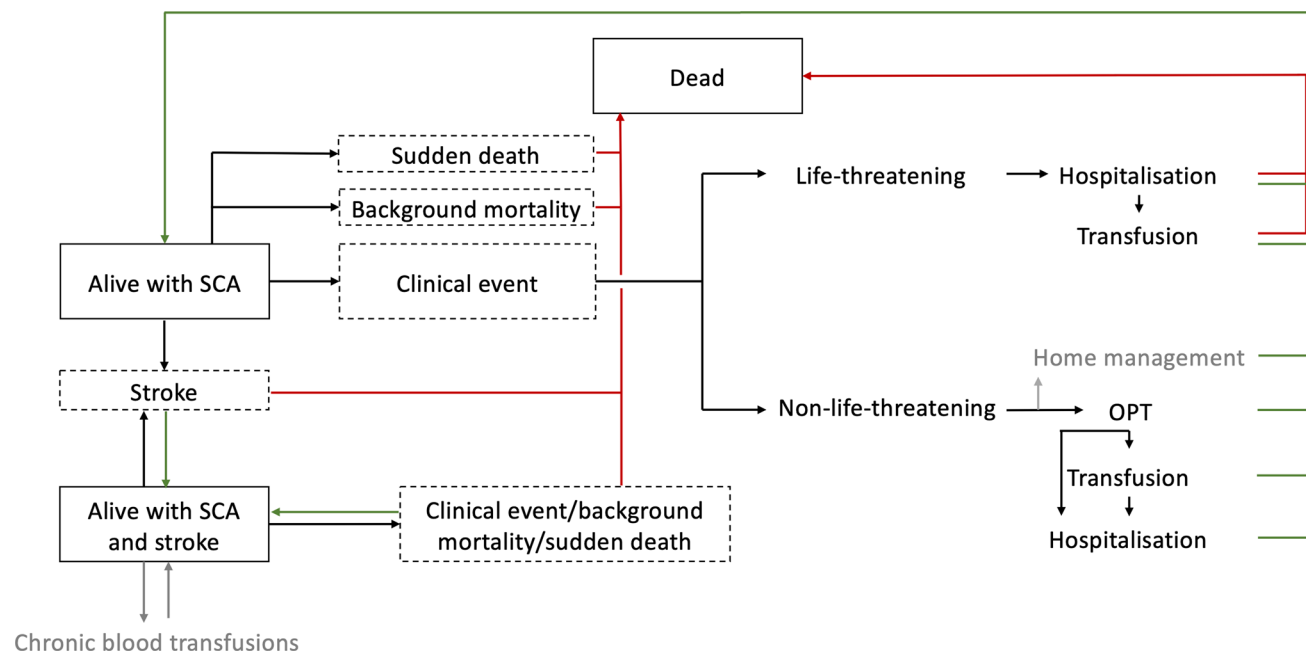 Dead
Sudden death
Background mortality
Alive with SCA
Clinical event
Life-threatening
Hospitalisation
Transfusion
Stroke
Home management
Non-life-threatening
OPT
Transfusion
Hospitalisation
Alive with SCA
and stroke
Clinical event/background
mortality/sudden death
Chronic blood transfusions